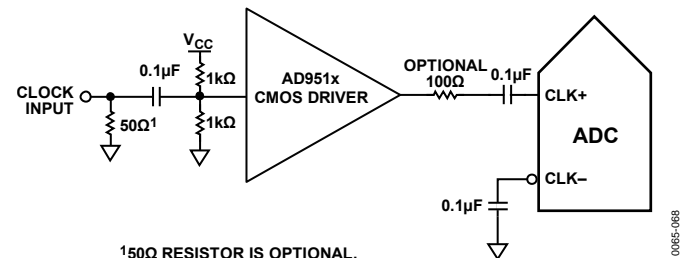 V_CC
0.1µF
1kΩ
CLOCK
INPUT
50Ω¹
1kΩ
AD951x
CMOS DRIVER
OPTIONAL
100Ω
0.1µF
CLK+
ADC
CLK–
0.1µF
¹50Ω RESISTOR IS OPTIONAL.
0065-068